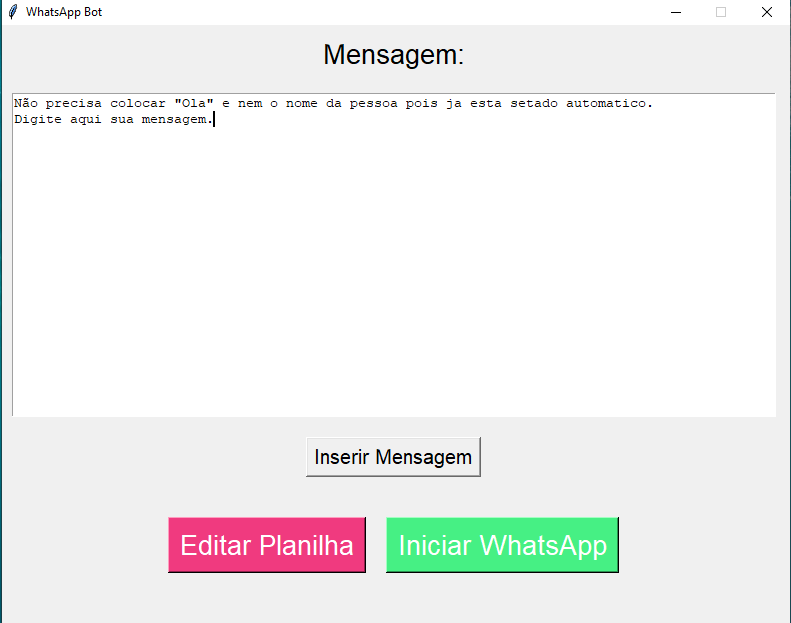 WhatsApp Bot
Mensagem:
Não precisa colocar "Ola" e nem o nome da pessoa pois ja esta setado automatico.
Digite aqui sua mensagem.
Inserir Mensagem
Editar Planilha
Iniciar WhatsApp